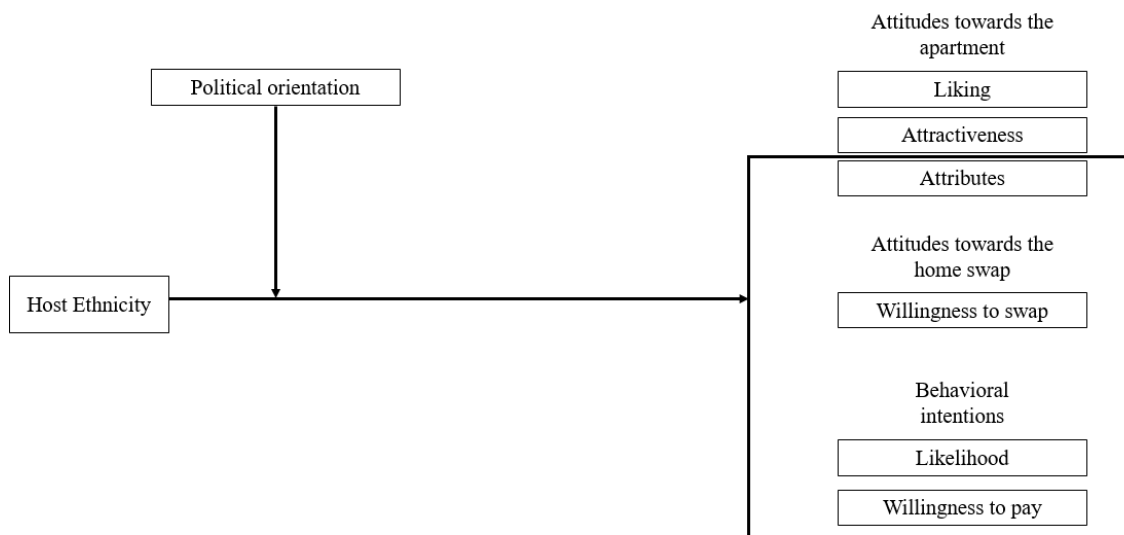 Attitudes towards the
apartment
Political orientation
Liking
Attractiveness
Attributes
Attitudes towards the
home swap
Host Ethnicity
Willingness to swap
Behavioral
intentions
Likelihood
Willingness to pay